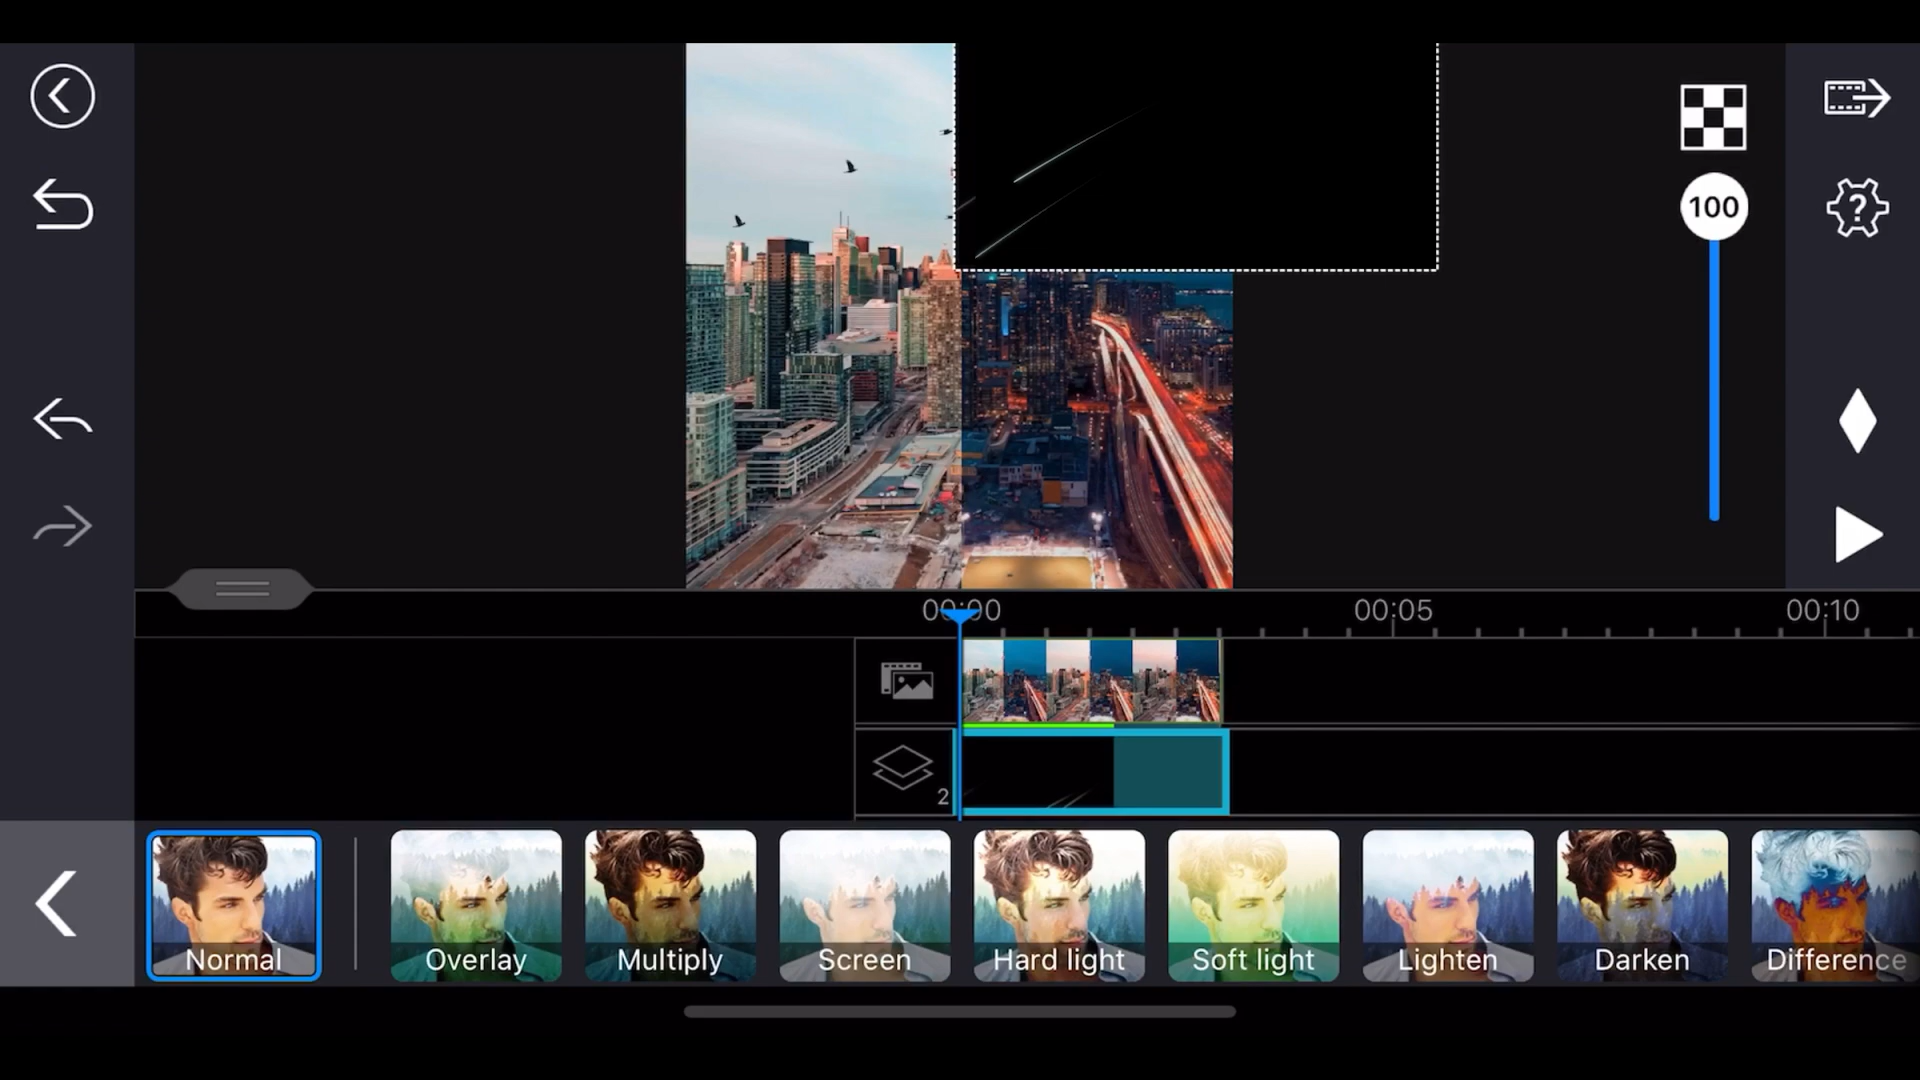 100
?
00:00
00:05
00:10
2
Normal
Overlay
Multiply
Screen
Hard light
Soft light
Lighten
Darken
Difference